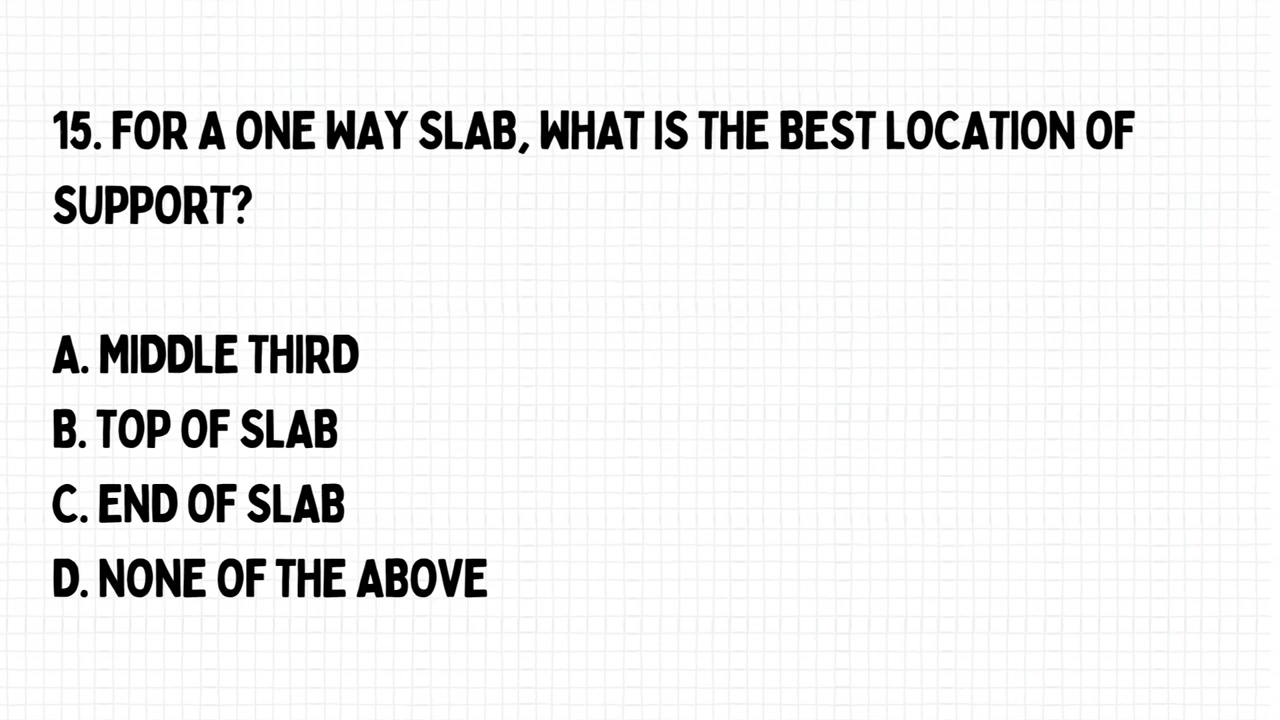 15. FOR A ONE WAY SLAB, WHAT IS THE BEST LOCATION OF
SUPPORT?
A. MIDDLE THIRD
B. TOP OF SLAB
C. END OF SLAB
D. NONE OF THE ABOVE